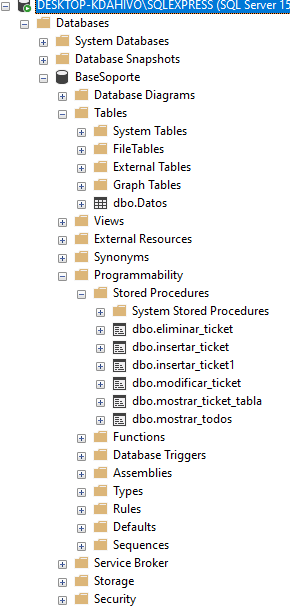 DESKTOP-KDAHIVO\SQLEXPRESS (SQL Server 15
Databases
System Databases
Database Snapshots
BaseSoporte
Database Diagrams
Tables
System Tables
FileTables
External Tables
Graph Tables
dbo.Datos
Views
External Resources
Synonyms
Programmability
Stored Procedures
System Stored Procedures
dbo.eliminar_ticket
dbo.insertar_ticket
dbo.insertar_ticket1
dbo.modificar_ticket
dbo.mostrar_ticket_tabla
dbo.mostrar_todos
Functions
Database Triggers
Assemblies
Types
Rules
Defaults
Sequences
Service Broker
Storage
Security